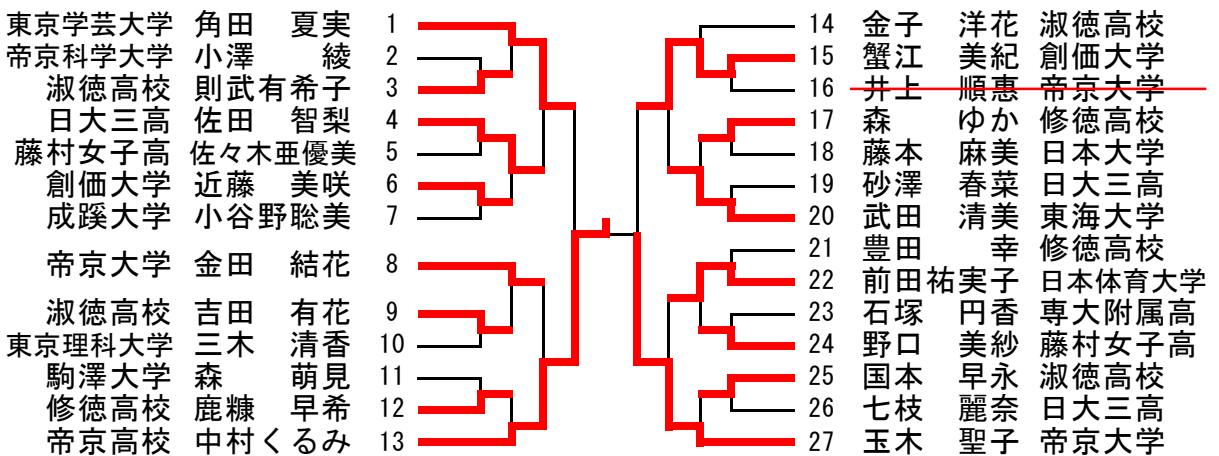 東京学芸大学 角田 夏実 1
帝京科学大学 小澤 綾 2
淑徳高校 則武有希子 3
日大三高 佐田 智梨 4
藤村女子高 佐々木亜優美 5
創価大学 近藤 美咲 6
成蹊大学 小谷野聡美 7
帝京大学 金田 結花 8
淑徳高校 吉田 有花 9
東京理科大学 三木 清香 10
駒澤大学 森 萌見 11
修徳高校 鹿糠 早希 12
帝京高校 中村くるみ 13
14 金子 洋花 淑徳高校
15 蟹江 美紀 創価大学
16 井上 順惠 帝京大学
17 森 ゆか 修徳高校
18 藤本 麻美 日本大学
19 砂澤 春菜 日大三高
20 武田 清美 東海大学
21 豊田 幸 修徳高校
22 前田祐実子 日本体育大学
23 石塚 円香 専大附属高
24 野口 美紗 藤村女子高
25 国本 早永 淑徳高校
26 七枝 麗奈 日大三高
27 玉木 聖子 帝京大学